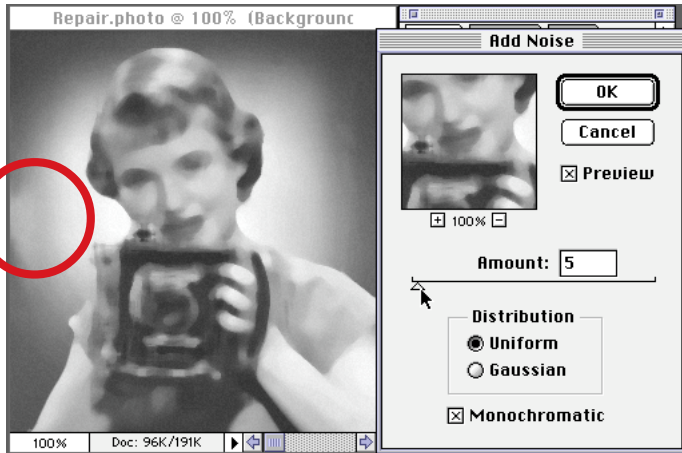 Repair.photo @ 100% (Backgrounc
Add Noise
OK
Cancel
Preview
100%
Amount: 5
Distribution
Uniform
Gaussian
Monochromatic
100%
Doc: 96K/191K